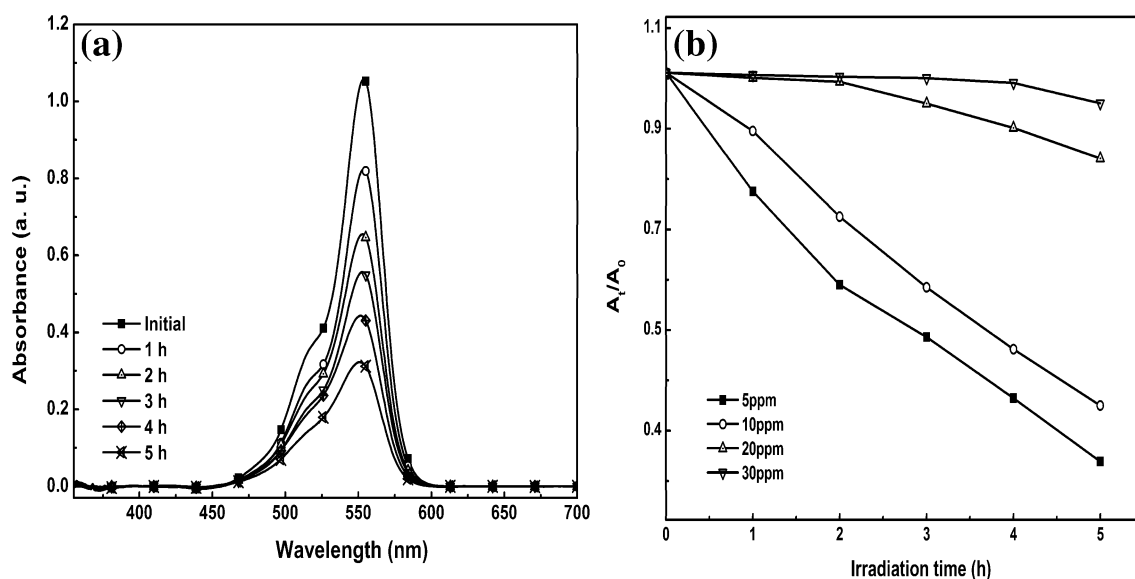 (a)
1.2
1.0
0.8
0.6
0.4
0.2
0.0
Absorbance (a. u.)
Initial
1 h
2 h
3 h
4 h
5 h
400
450
500
550
600
650
700
Wavelength (nm)
(b)
1.1
0.9
0.7
0.5
0.4
At/Ao
5ppm
10ppm
20ppm
30ppm
0
1
2
3
4
5
Irradiation time (h)